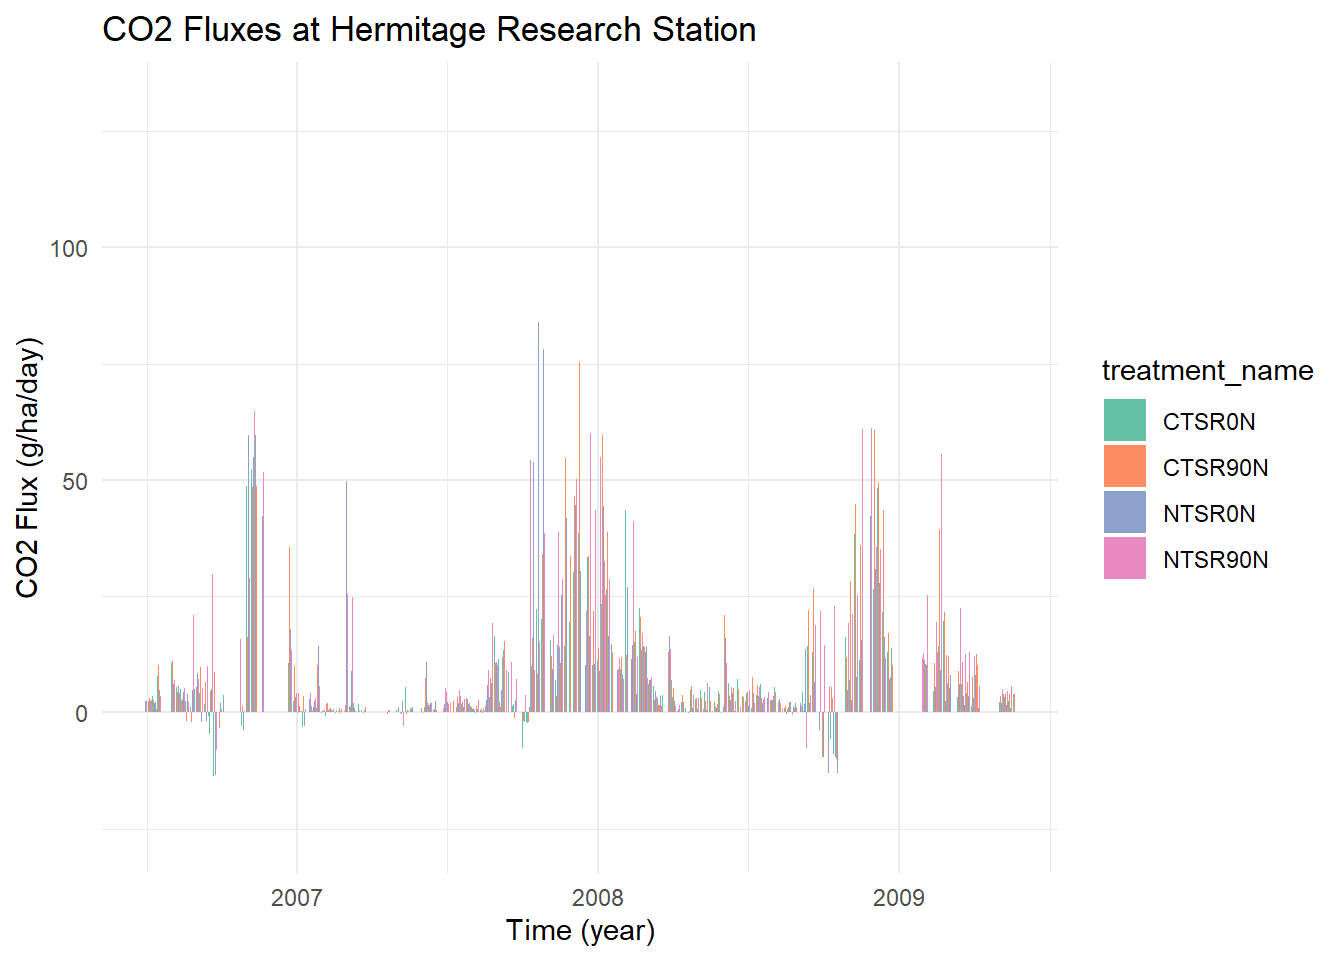 CO2 Fluxes at Hermitage Research Station
CO2 Flux (g/ha/day)
100
50
0
2007
2008
2009
Time (year)
treatment_name
CTSR0N
CTSR90N
NTSR0N
NTSR90N